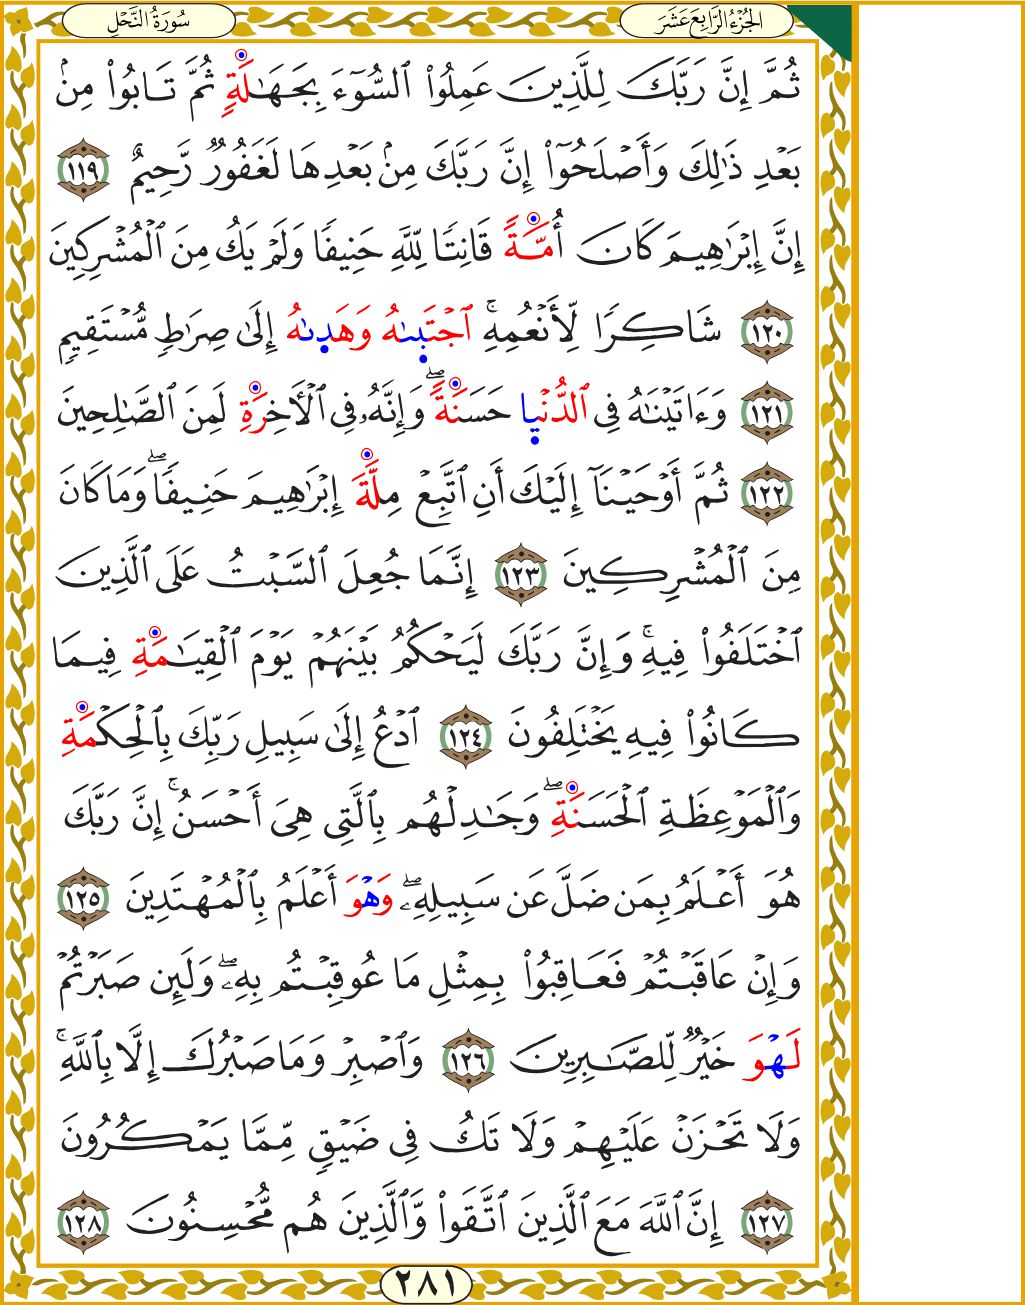 الجُزْءُ الرَّابِعَ عَشَرَ
سُورَةُ النَّحْلِ
ثُمَّ إِنَّ رَبَّكَ لِلَّذِينَ عَمِلُوا۟ ٱلسُّوٓءَ بِجَهَـٰلَةٍ ثُمَّ تَابُوا۟ مِنۢ
بَعْدِ ذَٰلِكَ وَأَصْلَحُوٓا۟ إِنَّ رَبَّكَ مِنۢ بَعْدِهَا لَغَفُورٌ رَّحِيمٌ ١١٩
إِنَّ إِبْرَٰهِيمَ كَانَ أُمَّةً قَانِتًا لِّلَّهِ حَنِيفًا وَلَمْ يَكُ مِنَ ٱلْمُشْرِكِينَ
١٢٠ شَاكِرًا لِّأَنْعُمِهِ ۚ ٱجْتَبَىٰهُ وَهَدَىٰهُ إِلَىٰ صِرَٰطٍ مُّسْتَقِيمٍ
١٢١ وَءَاتَيْنَـٰهُ فِى ٱلدُّنْيَا حَسَنَةً ۖ وَإِنَّهُۥ فِى ٱلْـَٔاخِرَةِ لَمِنَ ٱلصَّـٰلِحِينَ
١٢٢ ثُمَّ أَوْحَيْنَآ إِلَيْكَ أَنِ ٱتَّبِعْ مِلَّةَ إِبْرَٰهِيمَ حَنِيفًا ۖ وَمَا كَانَ
مِنَ ٱلْمُشْرِكِينَ ١٢٣ إِنَّمَا جُعِلَ ٱلسَّبْتُ عَلَى ٱلَّذِينَ
ٱخْتَلَفُوا۟ فِيهِ ۚ وَإِنَّ رَبَّكَ لَيَحْكُمُ بَيْنَهُمْ يَوْمَ ٱلْقِيَـٰمَةِ فِيمَا
كَانُوا۟ فِيهِ يَخْتَلِفُونَ ١٢٤ ٱدْعُ إِلَىٰ سَبِيلِ رَبِّكَ بِٱلْحِكْمَةِ
وَٱلْمَوْعِظَةِ ٱلْحَسَنَةِ ۖ وَجَـٰدِلْهُم بِٱلَّتِى هِىَ أَحْسَنُ ۚ إِنَّ رَبَّكَ
هُوَ أَعْلَمُ بِمَن ضَلَّ عَن سَبِيلِهِۦ ۖ وَهْوَ أَعْلَمُ بِٱلْمُهْتَدِينَ ١٢٥
وَإِنْ عَاقَبْتُمْ فَعَاقِبُوا۟ بِمِثْلِ مَا عُوقِبْتُم بِهِۦ ۖ وَلَئِن صَبَرْتُمْ
لَهْوَ خَيْرٌ لِّلصَّـٰبِرِينَ ١٢٦ وَٱصْبِرْ وَمَا صَبْرُكَ إِلَّا بِٱللَّهِ ۚ
وَلَا تَحْزَنْ عَلَيْهِمْ وَلَا تَكُ فِى ضَيْقٍ مِّمَّا يَمْكُرُونَ
١٢٧ إِنَّ ٱللَّهَ مَعَ ٱلَّذِينَ ٱتَّقَوا۟ وَّٱلَّذِينَ هُم مُّحْسِنُونَ ١٢٨
٢٨١